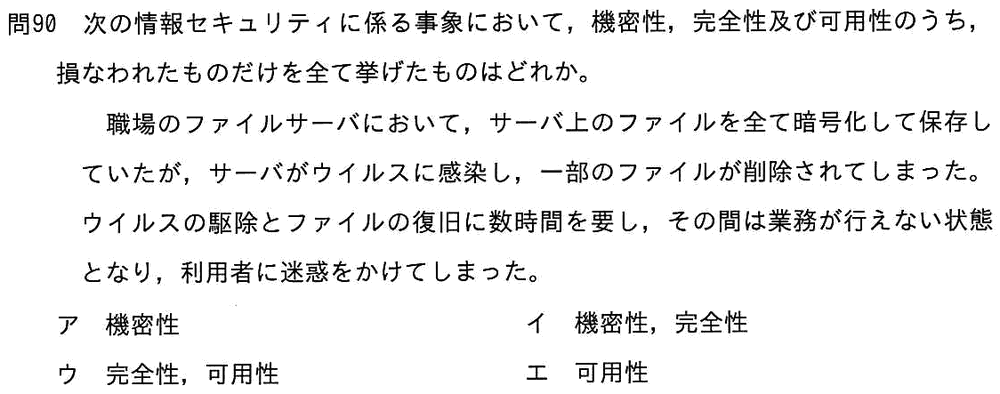 問90 次の情報セキュリティに係る事象において，機密性，完全性及び可用性のうち，
損なわれたものだけを全て挙げたものはどれか。
職場のファイルサーバにおいて，サーバ上のファイルを全て暗号化して保存し
ていたが，サーバがウイルスに感染し，一部のファイルが削除されてしまった。
ウイルスの駆除とファイルの復旧に数時間を要し，その間は業務が行えない状態
となり，利用者に迷惑をかけてしまった。
ア 機密性 イ 機密性，完全性
ウ 完全性，可用性 エ 可用性